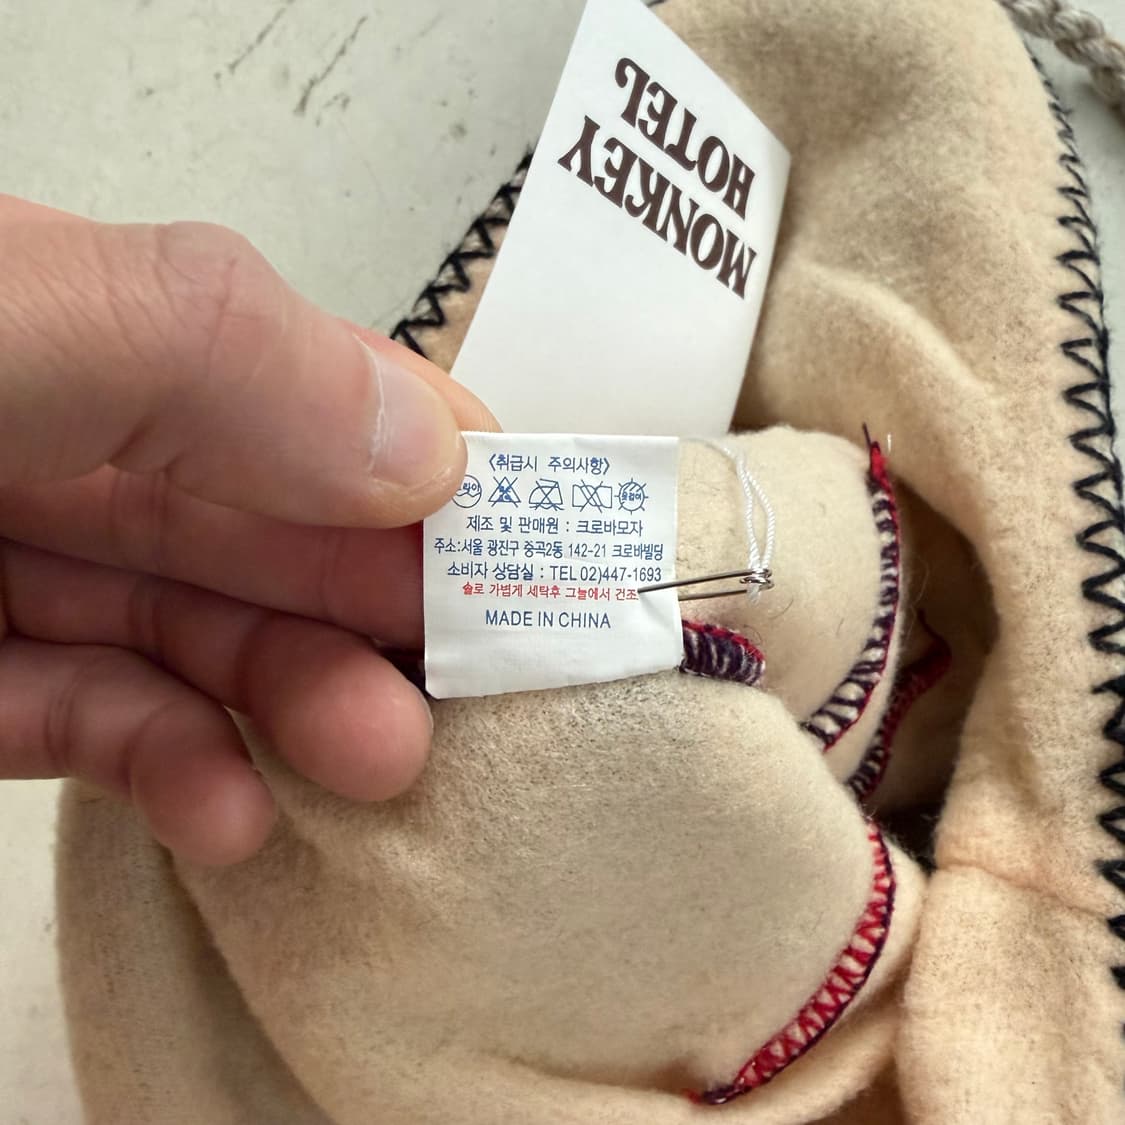 MONKEY
HOTEL
〈취급시 주의사항〉
제조 및 판매원 : 크로바모자
주소:서울 광진구 중곡2동 142-21 크로바빌딩
소비자 상담실 : TEL 02)447-1693
솔로 가볍게 세탁후 그늘에서 건조
MADE IN CHINA